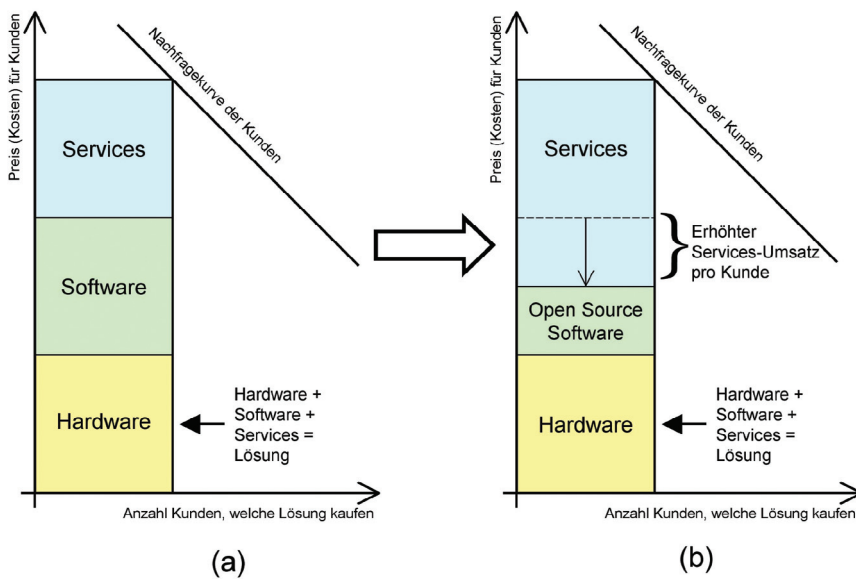 Preis (Kosten) für Kunden
Nachfragekurve der Kunden
Services
Software
Hardware
Hardware +
Software +
Services =
Lösung
Anzahl Kunden, welche Lösung kaufen
(a)
Preis (Kosten) für Kunden
Nachfragekurve der Kunden
Services
Erhöhter
Services-Umsatz
pro Kunde
Open Source
Software
Hardware
Hardware +
Software +
Services =
Lösung
Anzahl Kunden, welche Lösung kaufen
(b)